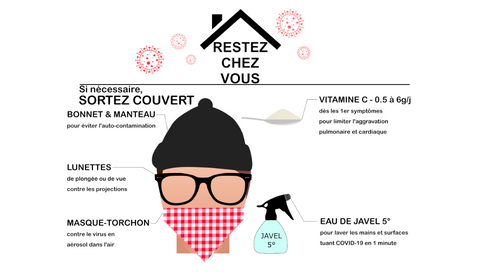 RESTEZ
CHEZ
VOUS
Si nécessaire,
SORTEZ COUVERT
BONNET & MANTEAU
pour éviter l'auto-contamination
LUNETTES
de plongée ou de vue
contre les projections
MASQUE-TORCHON
contre le virus en
aérosol dans l'air
VITAMINE C - 0.5 à 6g/j
dès les 1er symptômes
pour limiter l'aggravation
pulmonaire et cardiaque
EAU DE JAVEL 5°
pour laver les mains et surfaces
tuant COVID-19 en 1 minute
JAVEL
5°